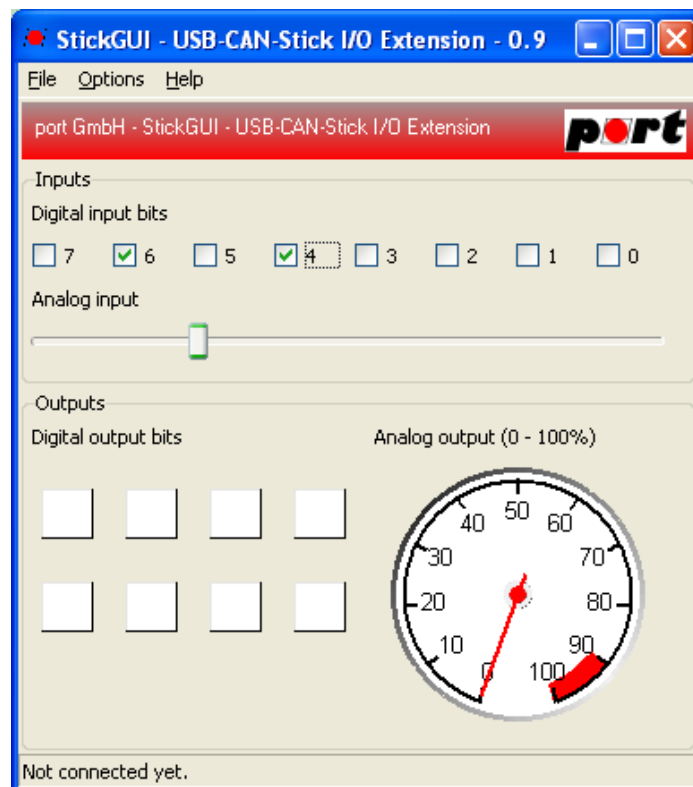 StickGUI - USB-CAN-Stick I/O Extension - 0.9
File Options Help
port GmbH - StickGUI - USB-CAN-Stick I/O Extension
port
Inputs
Digital input bits
7 6 5 4 3 2 1 0
Analog input
Outputs
Digital output bits
Analog output (0 - 100%)
50
40 60
30 70
20 80
10 90
0 100
Not connected yet.